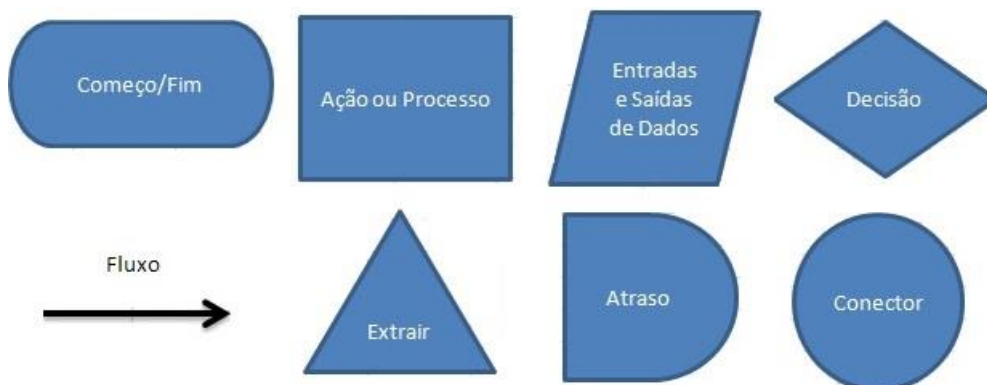 Começo/Fim
Ação ou Processo
Entradas
e Saídas
de Dados
Decisão
Fluxo
Extrair
Atraso
Conector